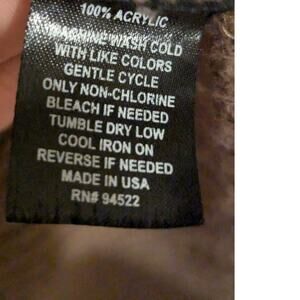 100% ACRYLIC
MACHINE WASH COLD
WITH LIKE COLORS
GENTLE CYCLE
ONLY NON-CHLORINE
BLEACH IF NEEDED
TUMBLE DRY LOW
COOL IRON ON
REVERSE IF NEEDED
MADE IN USA
RN# 94522